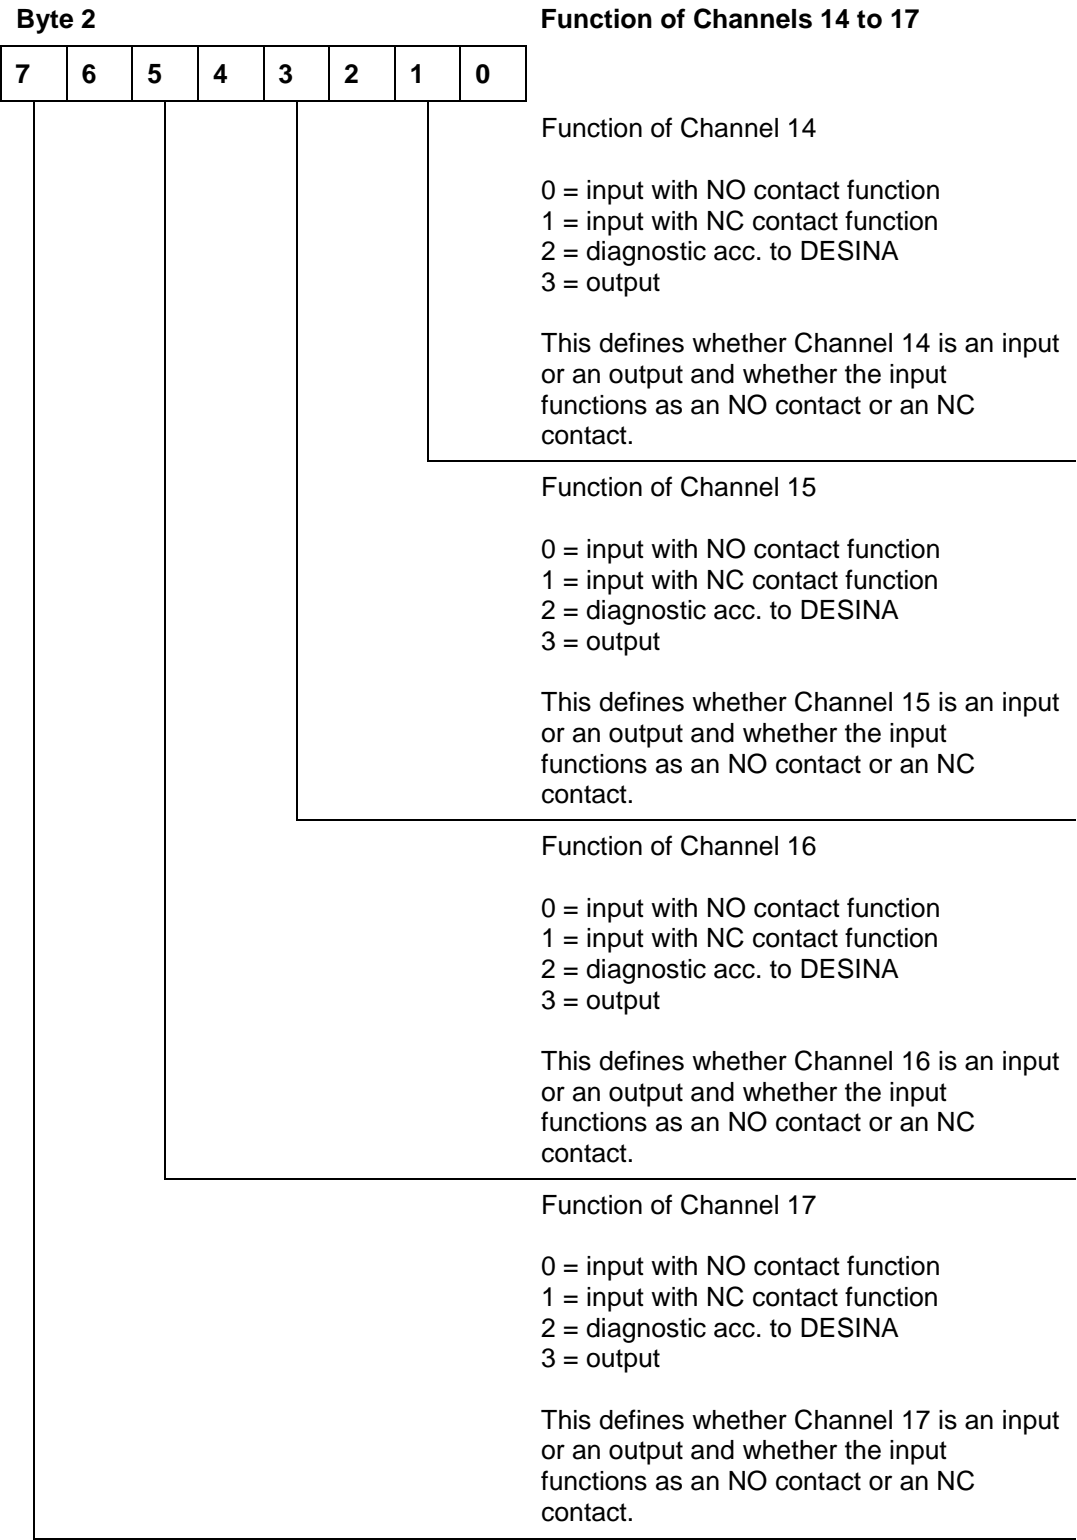 Byte 2
Function of Channels 14 to 17
7 6 5 4 3 2 1 0
Function of Channel 14
0 = input with NO contact function
1 = input with NC contact function
2 = diagnostic acc. to DESINA
3 = output
This defines whether Channel 14 is an input
or an output and whether the input
functions as an NO contact or an NC
contact.
Function of Channel 15
0 = input with NO contact function
1 = input with NC contact function
2 = diagnostic acc. to DESINA
3 = output
This defines whether Channel 15 is an input
or an output and whether the input
functions as an NO contact or an NC
contact.
Function of Channel 16
0 = input with NO contact function
1 = input with NC contact function
2 = diagnostic acc. to DESINA
3 = output
This defines whether Channel 16 is an input
or an output and whether the input
functions as an NO contact or an NC
contact.
Function of Channel 17
0 = input with NO contact function
1 = input with NC contact function
2 = diagnostic acc. to DESINA
3 = output
This defines whether Channel 17 is an input
or an output and whether the input
functions as an NO contact or an NC
contact.